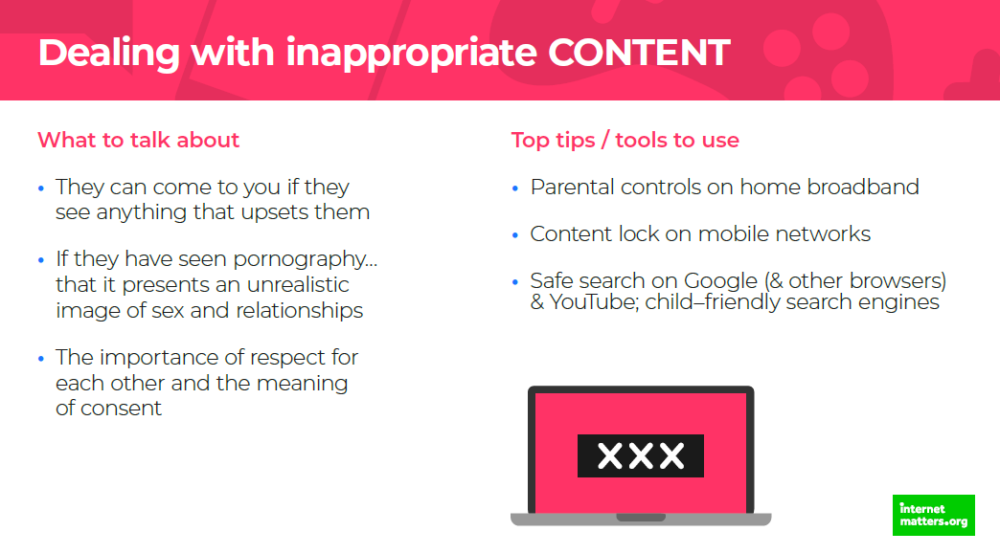 Dealing with inappropriate CONTENT
What to talk about
• They can come to you if they
see anything that upsets them
• If they have seen pornography...
that it presents an unrealistic
image of sex and relationships
• The importance of respect for
each other and the meaning
of consent
Top tips / tools to use
• Parental controls on home broadband
• Content lock on mobile networks
• Safe search on Google (& other browsers)
& YouTube; child–friendly search engines
XXX
internet
matters.org